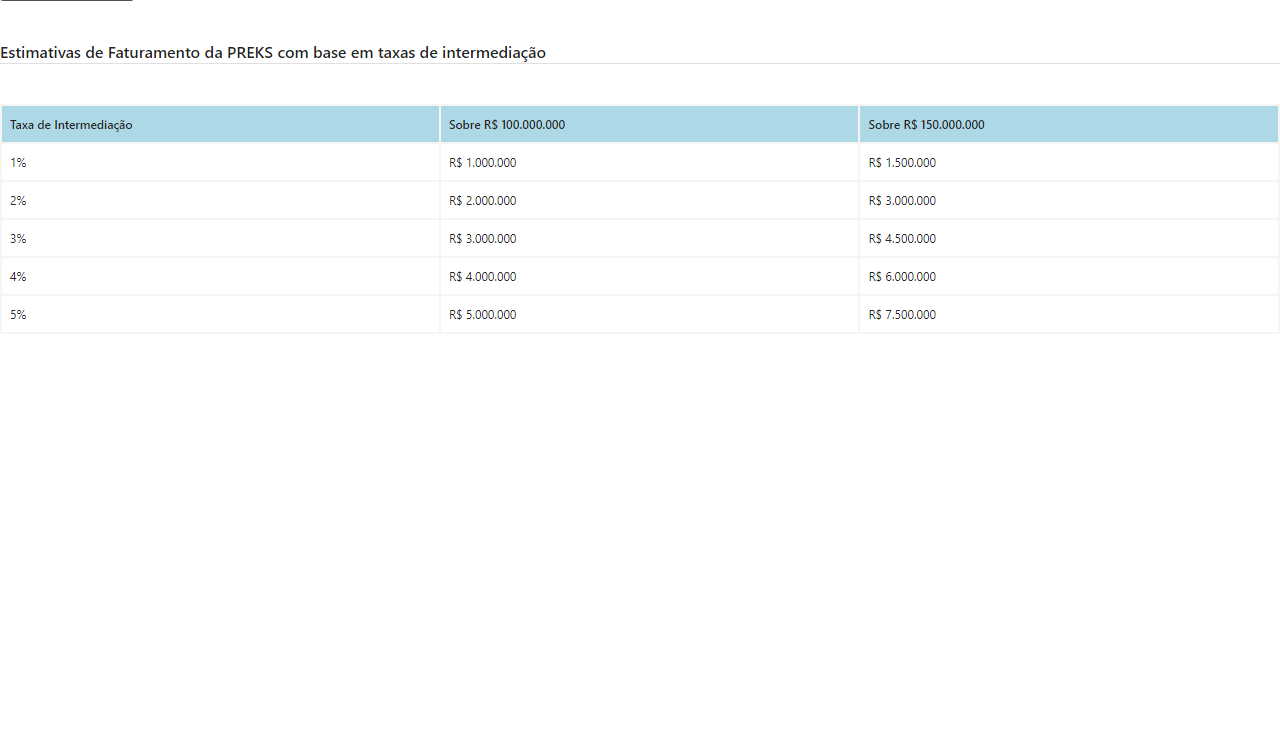 Estimativas de Faturamento da PREKS com base em taxas de intermediação
Taxa de Intermediação Sobre R$ 100.000.000 Sobre R$ 150.000.000
1% R$ 1.000.000 R$ 1.500.000
2% R$ 2.000.000 R$ 3.000.000
3% R$ 3.000.000 R$ 4.500.000
4% R$ 4.000.000 R$ 6.000.000
5% R$ 5.000.000 R$ 7.500.000